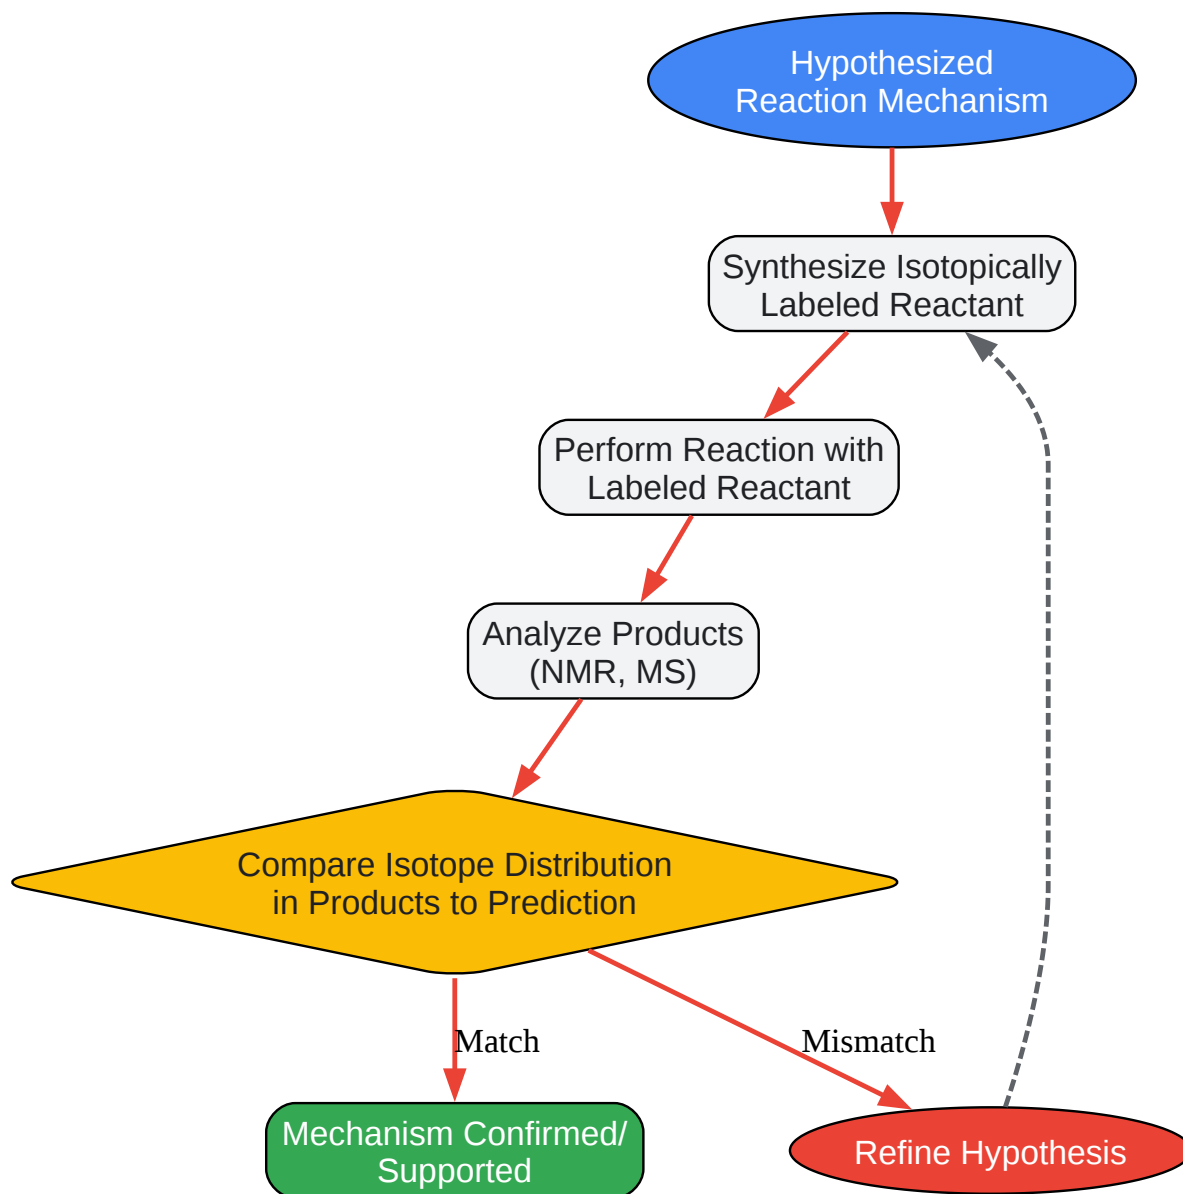 Hypothesized
Reaction Mechanism
Synthesize Isotopically
Labeled Reactant
Perform Reaction with
Labeled Reactant
Analyze Products
(NMR, MS)
Compare Isotope Distribution
in Products to Prediction
Match
Mismatch
Mechanism Confirmed/
Supported
Refine Hypothesis